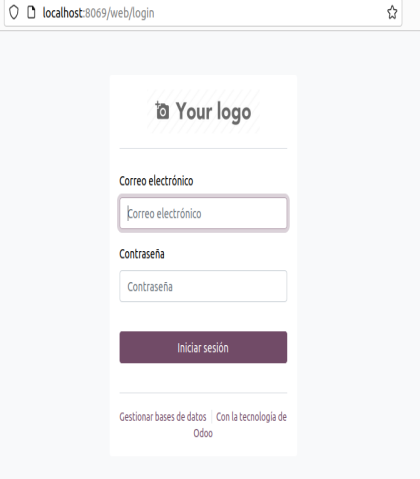 localhost:8069/web/login
Your logo
Correo electrónico
Correo electrónico
Contraseña
Contraseña
Iniciar sesión
Gestionar bases de datos | Con la tecnología de
Odoo